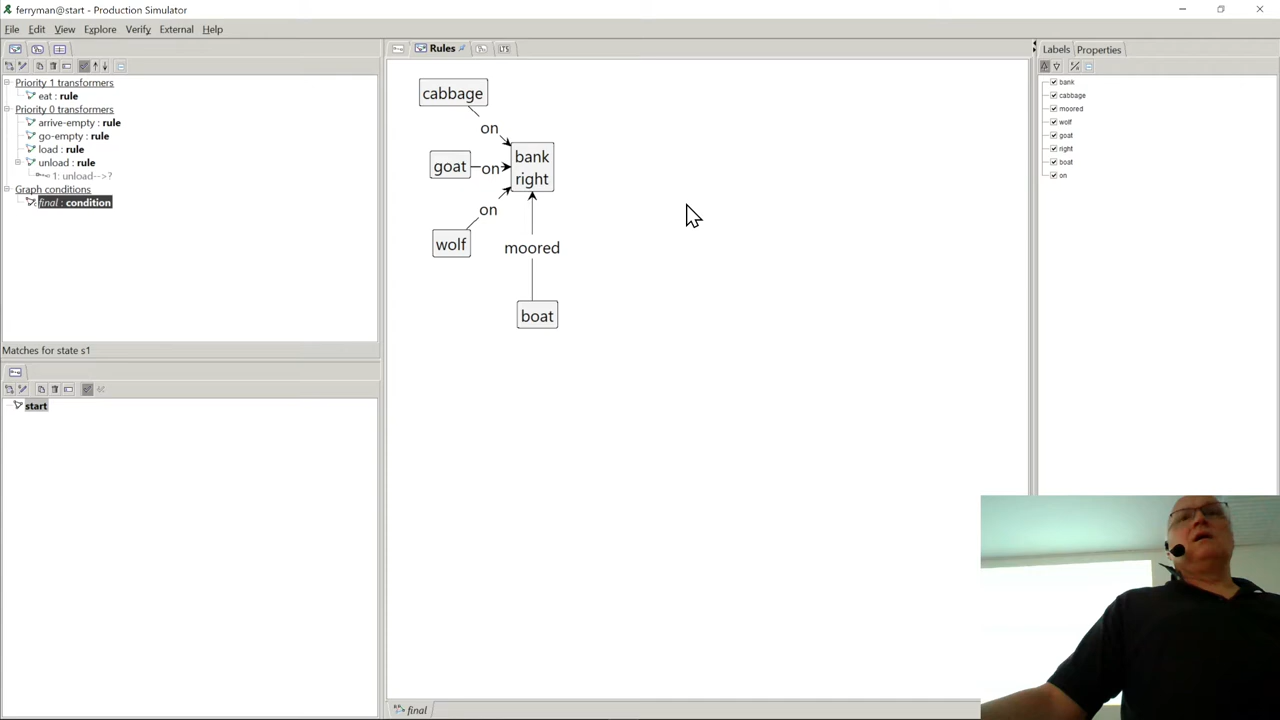 ferryman@start - Production Simulator
File Edit View Explore Verify External Help
Priority 1 transformers
eat : rule
Priority 0 transformers
arrive-empty : rule
go-empty : rule
load : rule
unload : rule
1: unload-->?
Graph conditions
final : condition
Matches for state s1
start
Rules
LTS
cabbage
on
goat
on
bank
right
on
wolf
moored
boat
final
Labels Properties
bank
cabbage
moored
wolf
goat
right
boat
on